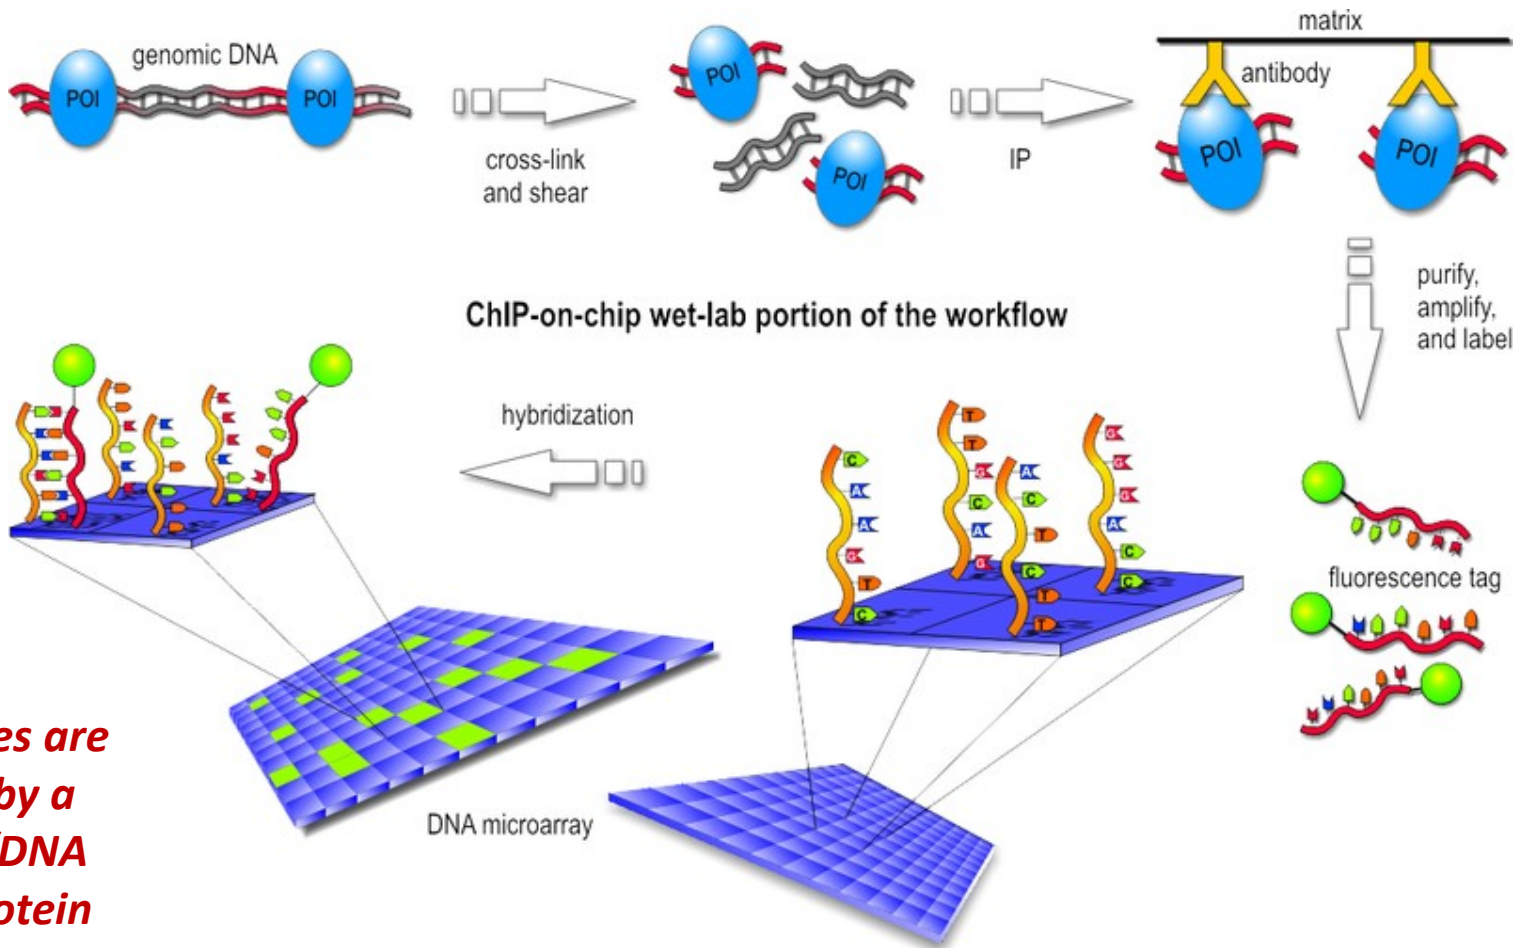 genomic DNA
POI
POI
cross-link
and shear
POI
POI
IP
matrix
antibody
POI
POI
purify,
amplify,
and label
ChIP-on-chip wet-lab portion of the workflow
hybridization
C
A
A
G
T
C
T
T
G
C
A
G
A
C
T
C
T
T
G
G
G
A
C
C
fluorescence tag
DNA microarray
es are
by a
DNA
otein